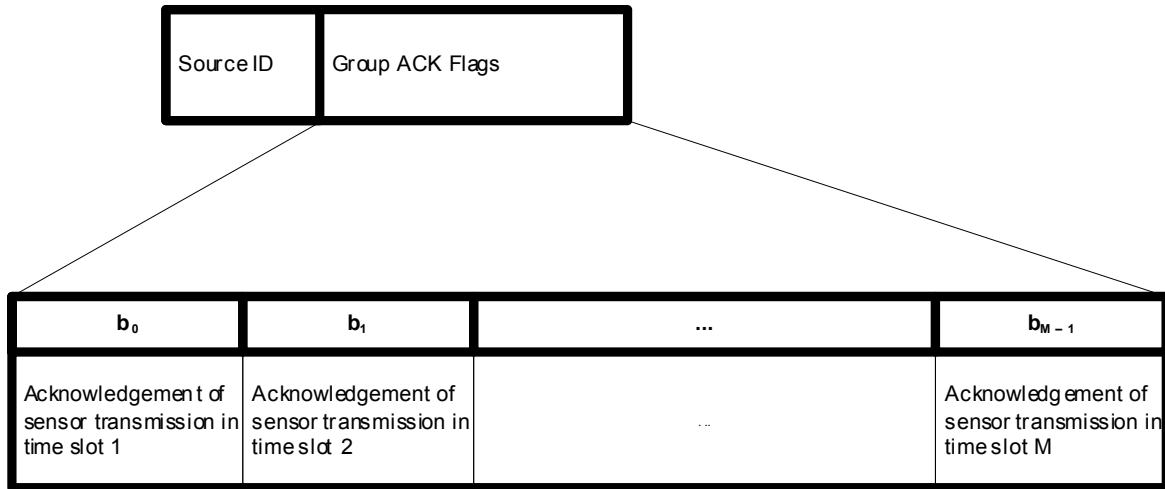 Source ID
Group ACK Flags
b₀
b₁
...
b_M – 1
Acknowledgement of
sensor transmission in
time slot 1
Acknowledgement of
sensor transmission in
time slot 2
...
Acknowledgement of
sensor transmission in
time slot M